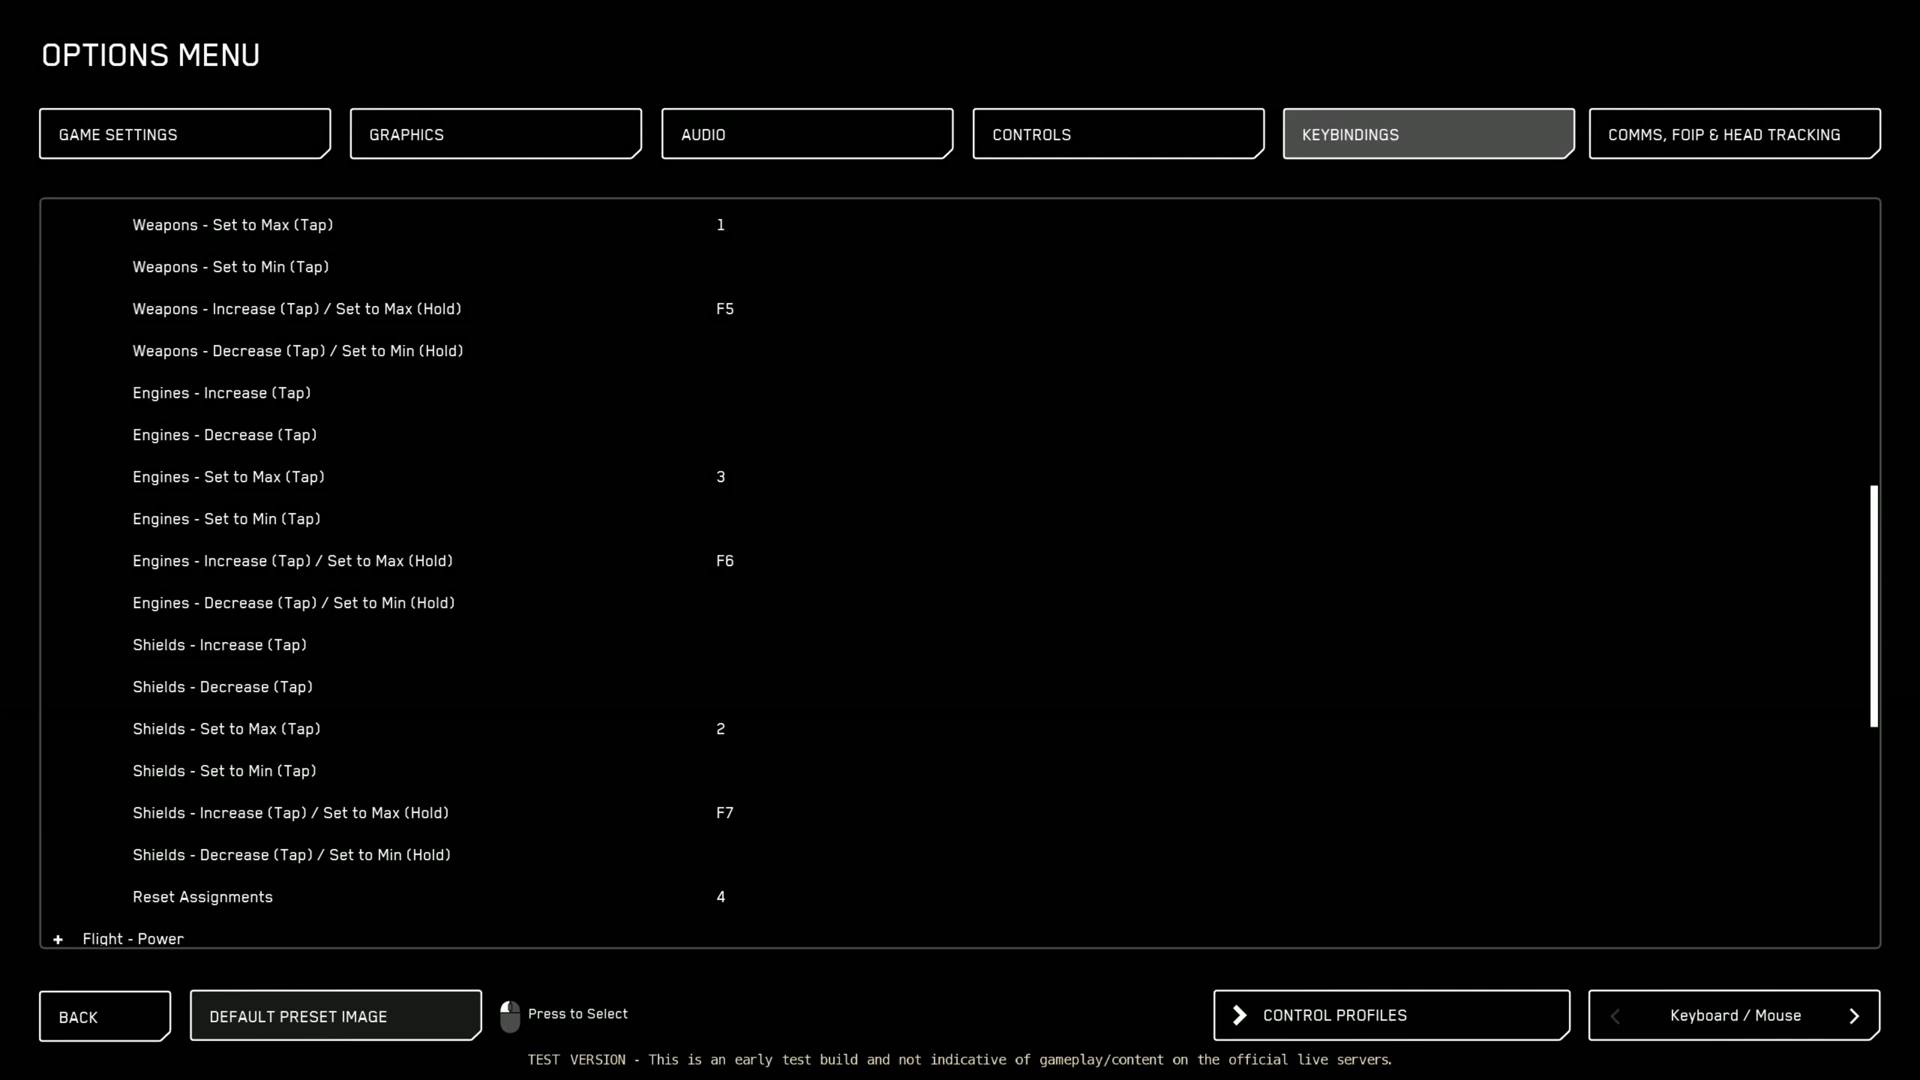 OPTIONS MENU
GAME SETTINGS
GRAPHICS
AUDIO
CONTROLS
KEYBINDINGS
COMMS, FOIP & HEAD TRACKING
Weapons - Set to Max (Tap) 1
Weapons - Set to Min (Tap)
Weapons - Increase (Tap) / Set to Max (Hold) F5
Weapons - Decrease (Tap) / Set to Min (Hold)
Engines - Increase (Tap)
Engines - Decrease (Tap)
Engines - Set to Max (Tap) 3
Engines - Set to Min (Tap)
Engines - Increase (Tap) / Set to Max (Hold) F6
Engines - Decrease (Tap) / Set to Min (Hold)
Shields - Increase (Tap)
Shields - Decrease (Tap)
Shields - Set to Max (Tap) 2
Shields - Set to Min (Tap)
Shields - Increase (Tap) / Set to Max (Hold) F7
Shields - Decrease (Tap) / Set to Min (Hold)
Reset Assignments 4
+ Flight - Power
BACK
DEFAULT PRESET IMAGE
Press to Select
CONTROL PROFILES
Keyboard / Mouse
TEST VERSION - This is an early test build and not indicative of gameplay/content on the official live servers.